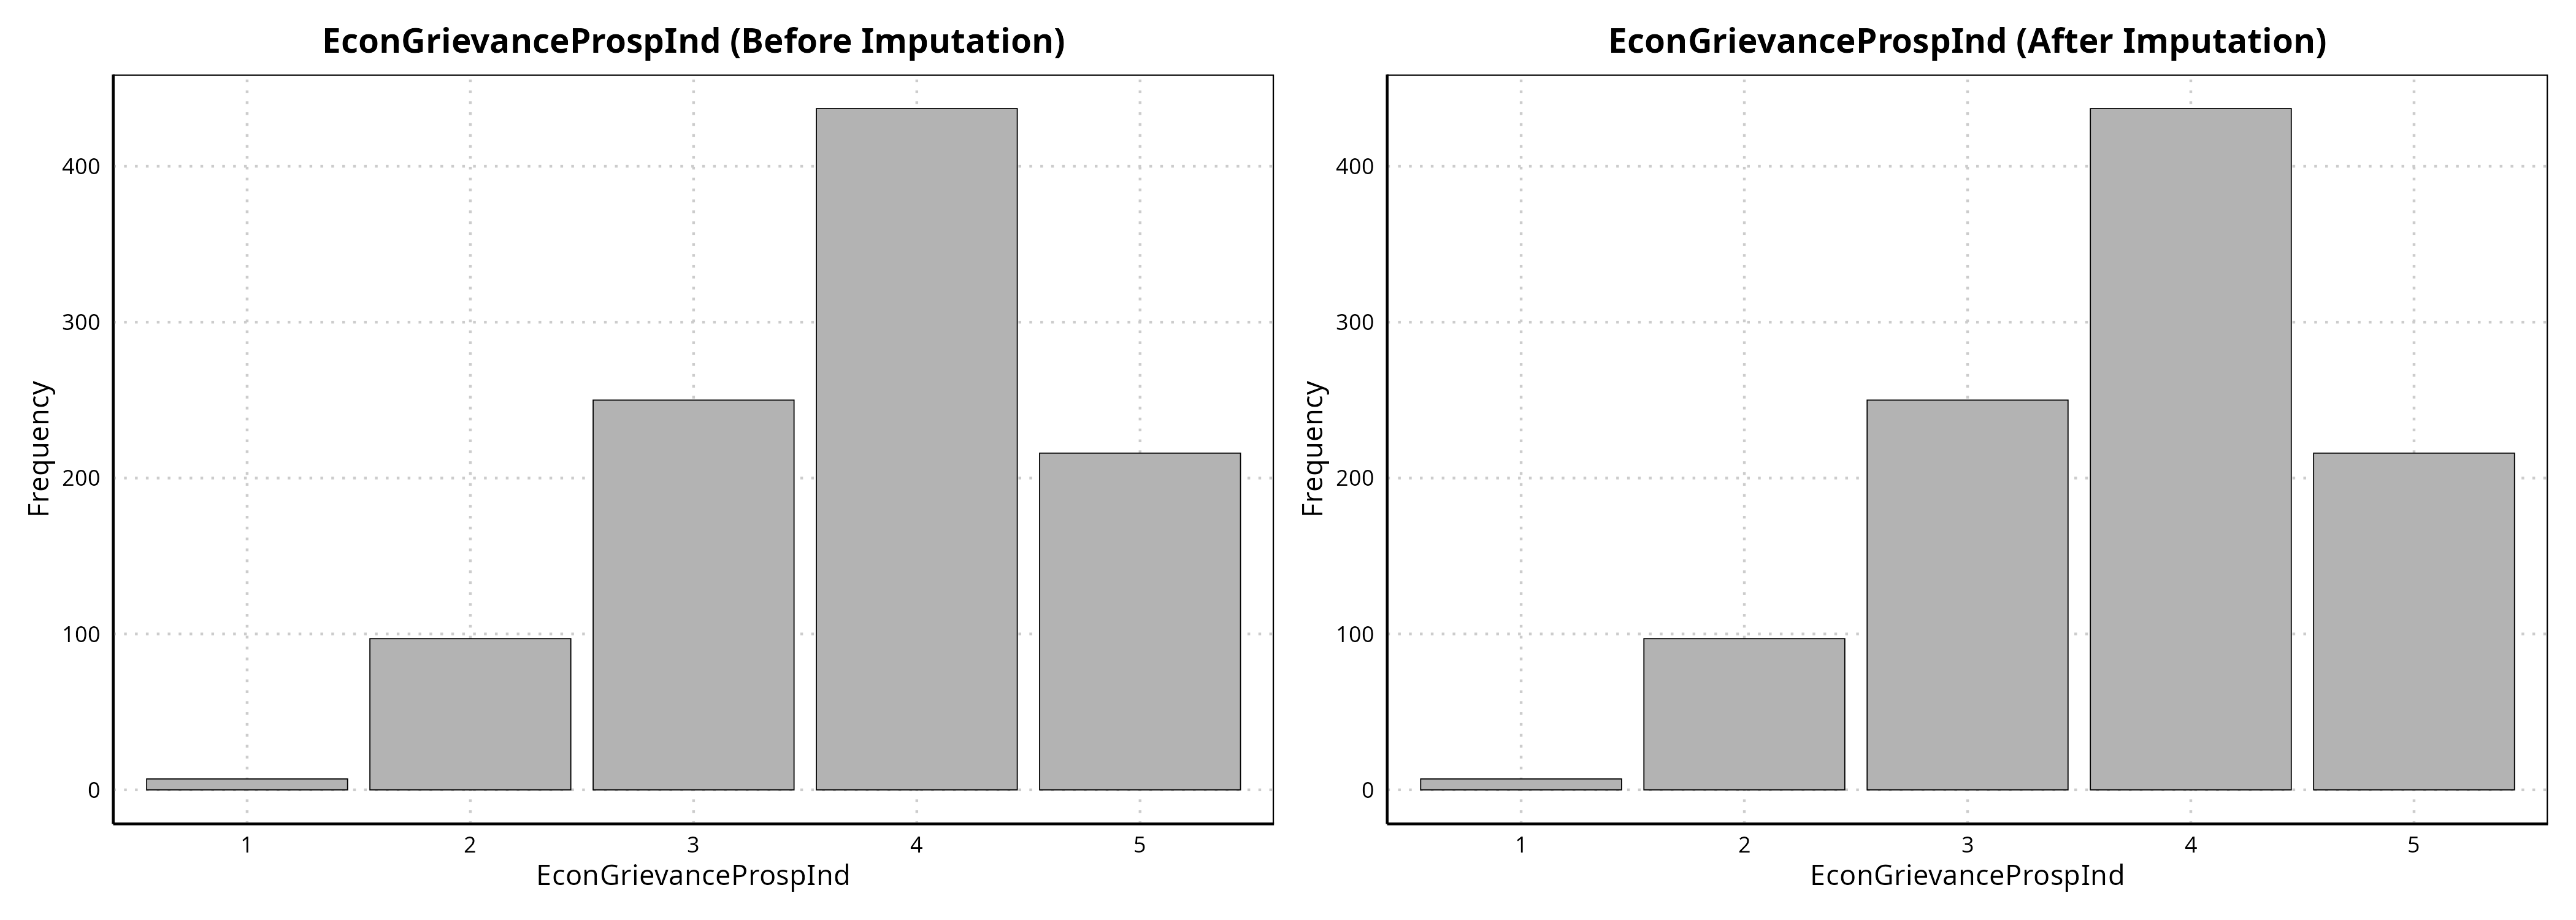 EconGrievanceProspInd (Before Imputation)
Frequency
400
300
200
100
0
1 2 3 4 5
EconGrievanceProspInd
EconGrievanceProspInd (After Imputation)
Frequency
400
300
200
100
0
1 2 3 4 5
EconGrievanceProspInd